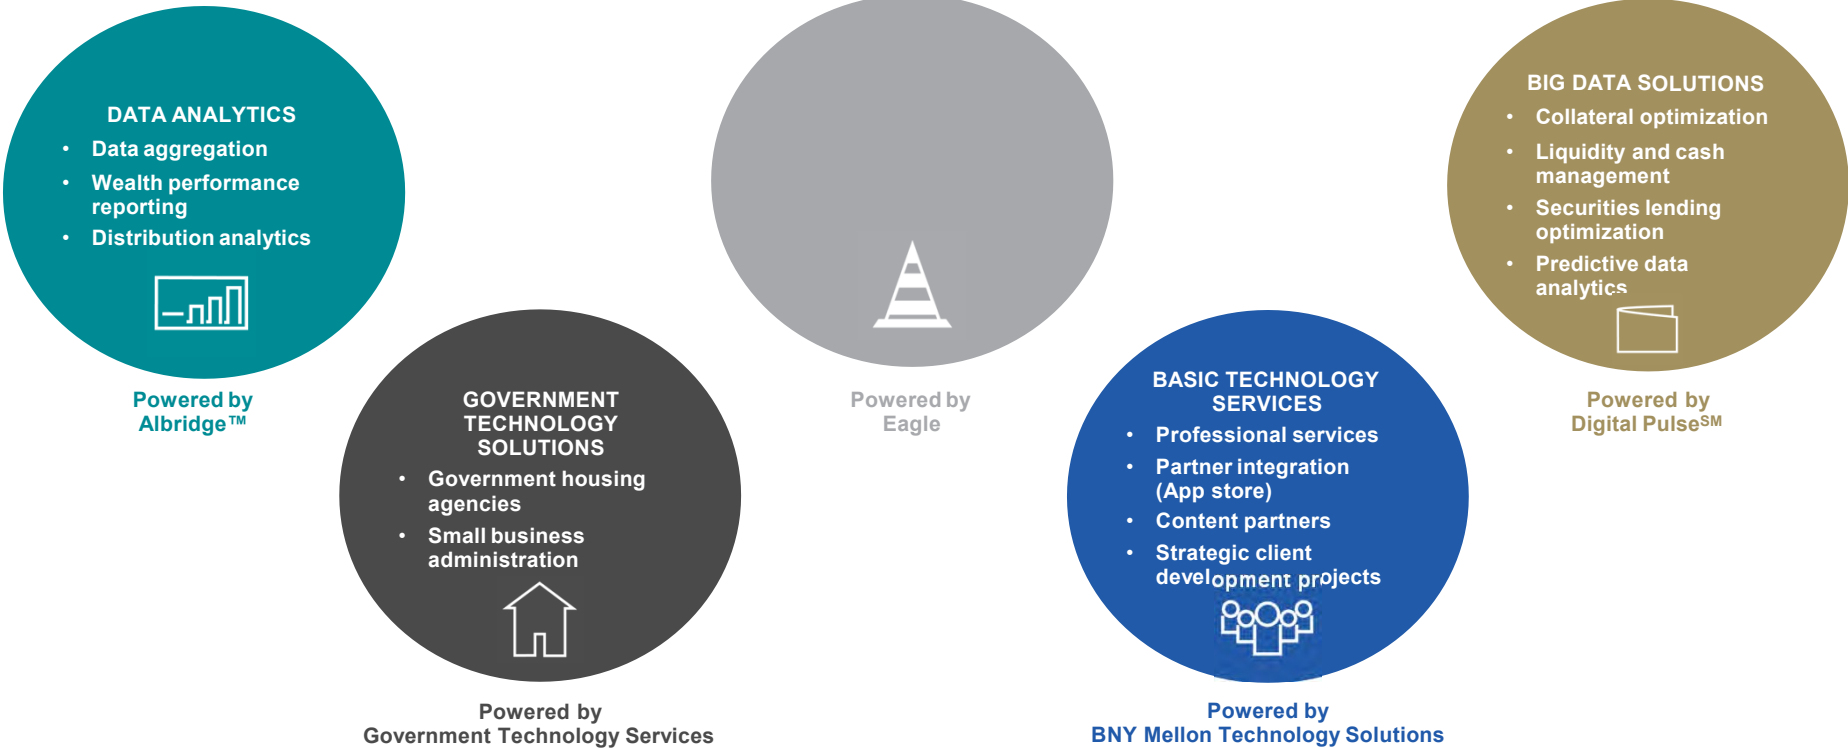 DATA ANALYTICS
• Data aggregation
• Wealth performance
reporting
• Distribution analytics
Powered by
Albridge™
GOVERNMENT
TECHNOLOGY
SOLUTIONS
• Government housing
agencies
• Small business
administration
Powered by
Government Technology Services
Powered by
Eagle
BASIC TECHNOLOGY
SERVICES
• Professional services
• Partner integration
(App store)
• Content partners
• Strategic client
development projects
Powered by
BNY Mellon Technology Solutions
BIG DATA SOLUTIONS
• Collateral optimization
• Liquidity and cash
management
• Securities lending
optimization
• Predictive data
analytics
Powered by
Digital Pulse℠